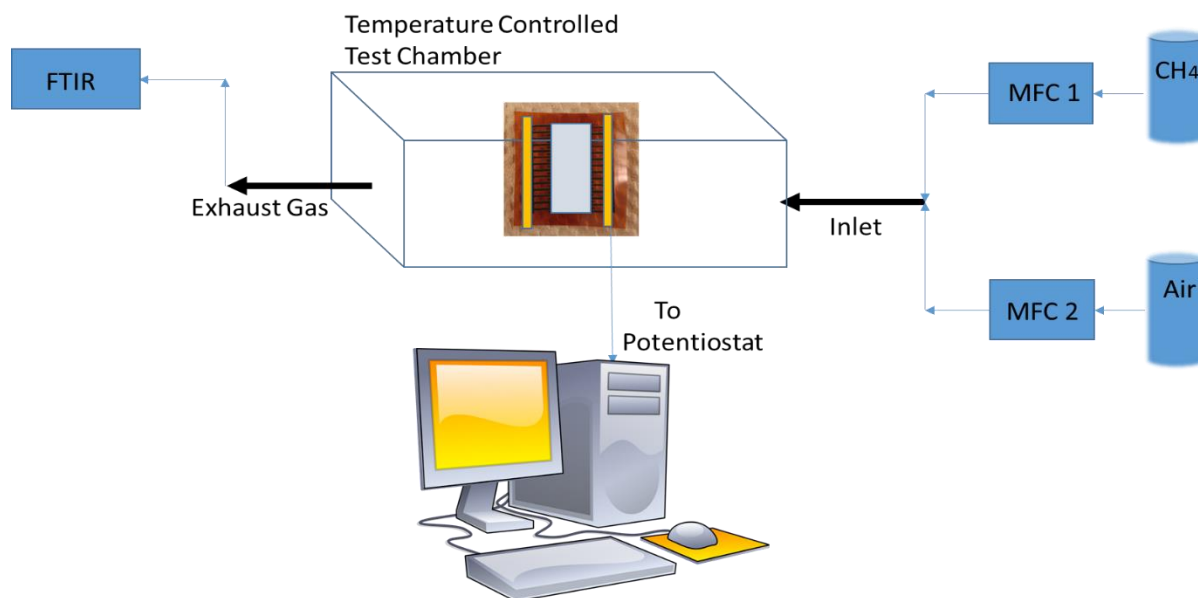 Temperature Controlled
Test Chamber
FTIR
MFC 1
CH4
Exhaust Gas
Inlet
MFC 2
Air
To
Potentiostat